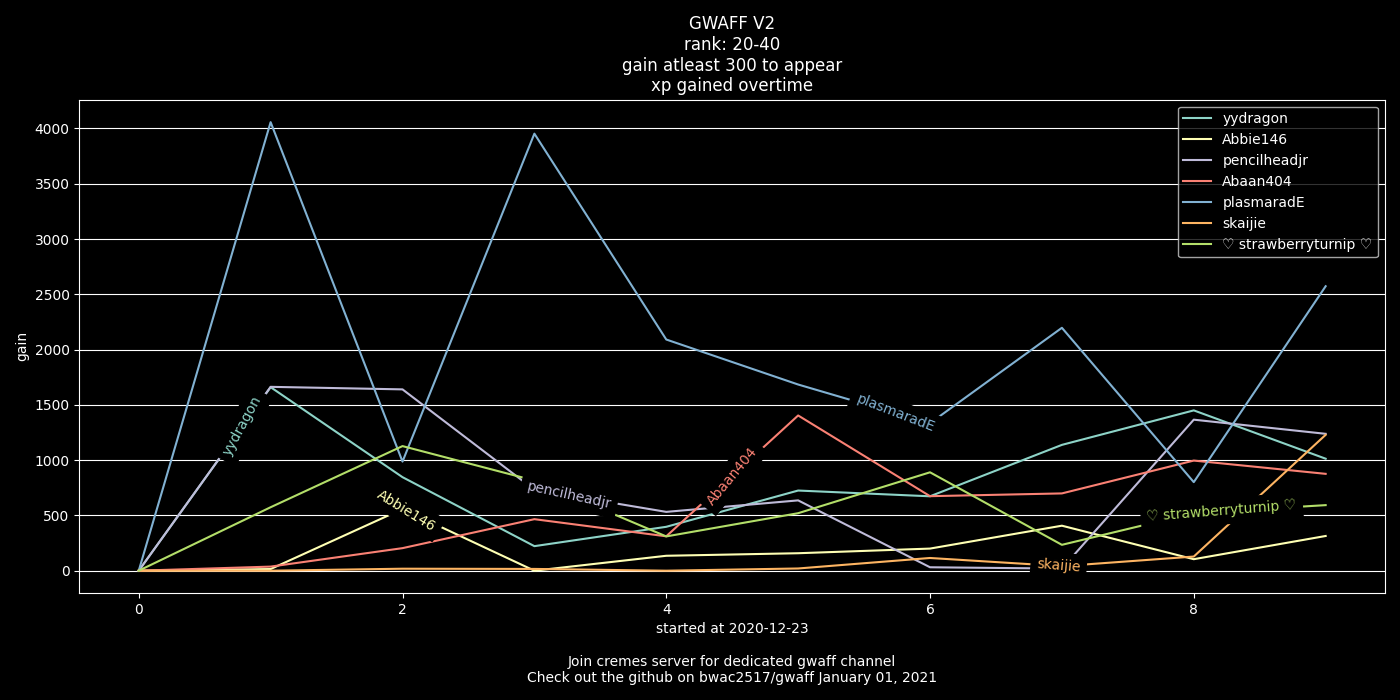 GWAFF V2
rank: 20-40
gain atleast 300 to appear
xp gained overtime
yydragon
Abbie146
pencilheadjr
Abaan404
plasmaradE
skaijie
♡ strawberryturnip ♡
4000
3500
3000
2500
2000
1500
1000
500
0
gain
yydragon
Abbie146
pencilheadjr
Abaan404
plasmaradE
skaijie
♡ strawberryturnip ♡
0 2 4 6 8
started at 2020-12-23
Join cremes server for dedicated gwaff channel
Check out the github on bwac2517/gwaff January 01, 2021